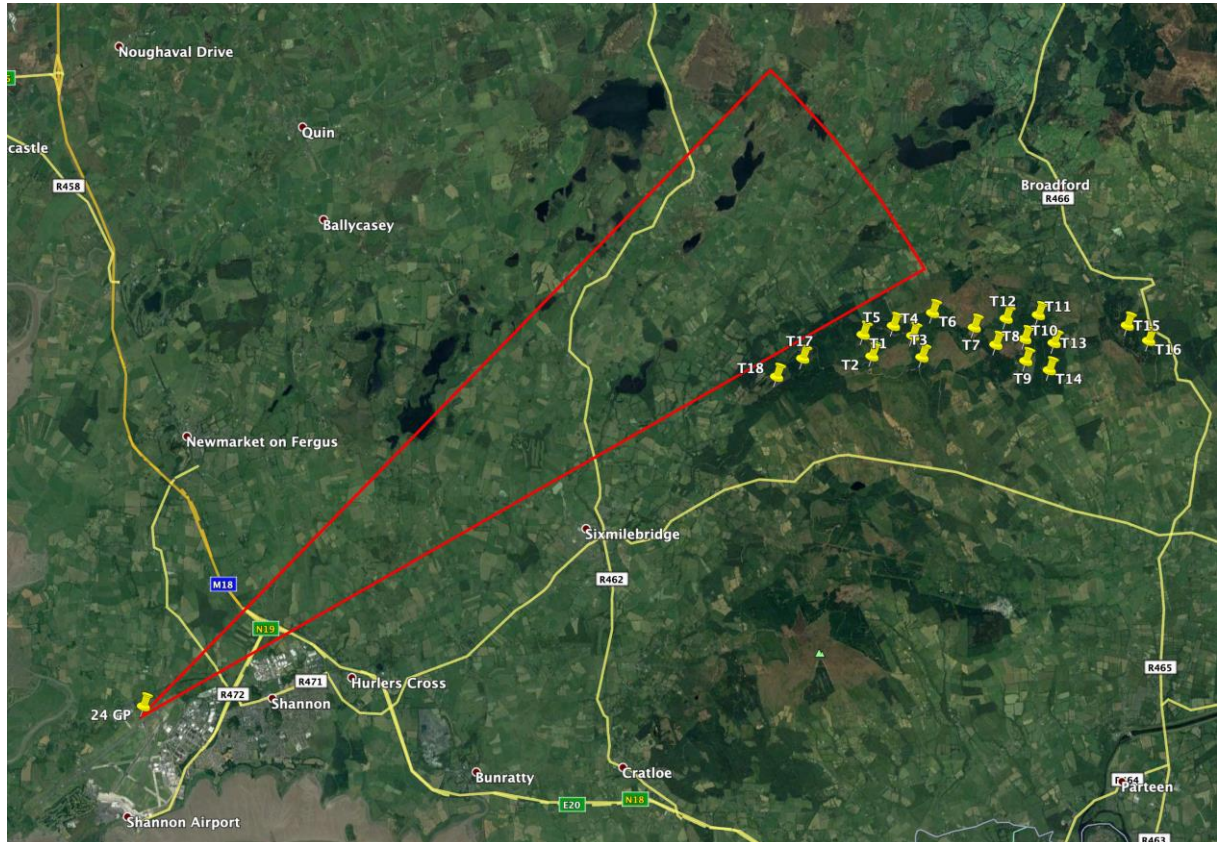 Noughaval Drive
Quin
castle
R458
Broadford
R466
Ballycasey
T12
T11
T5
T4
T6
T15
T17
T1
T3
T7
T8
T10
T13
T16
T18
T2
T9
T14
Newmarket on Fergus
Sixmilebridge
M18
R462
N19
R465
R471
Hurlers Cross
R472
Shannon
24 GP
Bunratty
Cratloe
Parteen
E20
N18
Shannon Airport
R463